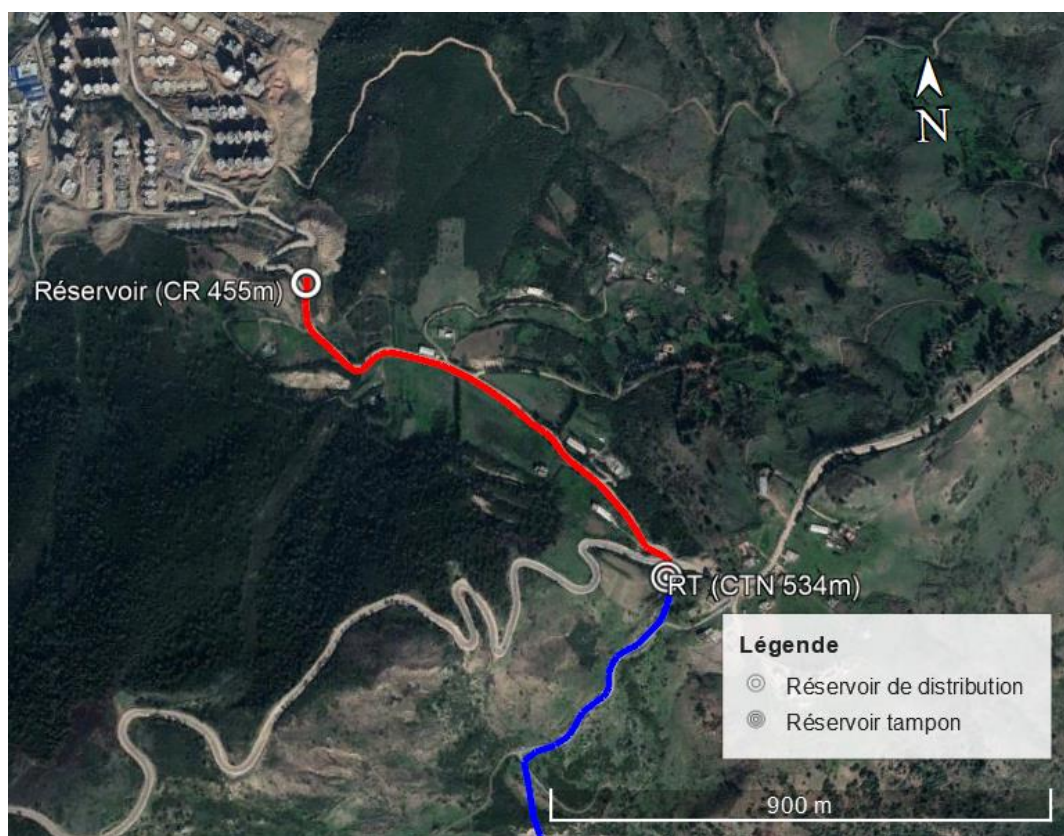 N
Réservoir (CR 455m)
RT (CTN 534m)
Légende
Réservoir de distribution
Réservoir tampon
900 m